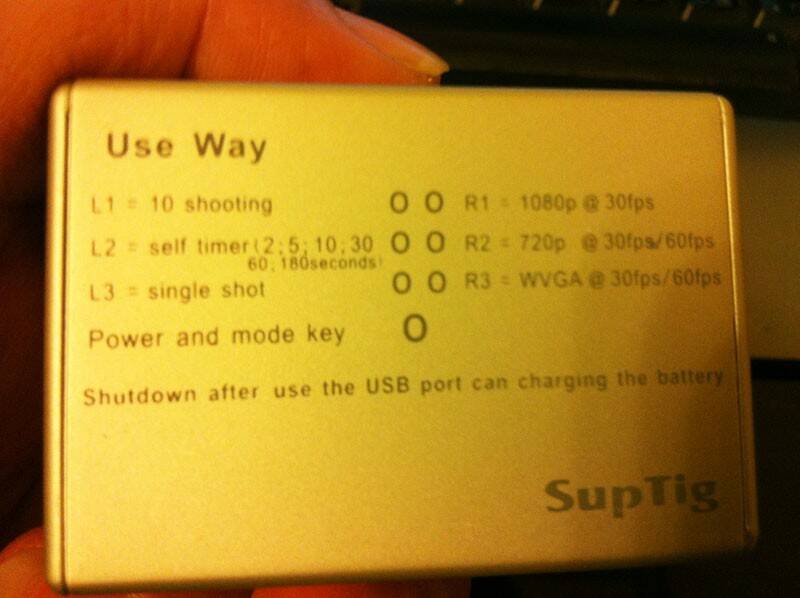 Use Way
L1 = 10 shooting O O R1 = 1080p @ 30fps
L2 = self timer(2;5;10;30 O O R2 = 720p @ 30fps/60fps
60;180seconds)
L3 = single shot O O R3 = WVGA @ 30fps/60fps
Power and mode key O
Shutdown after use the USB port can charging the battery
SupTig